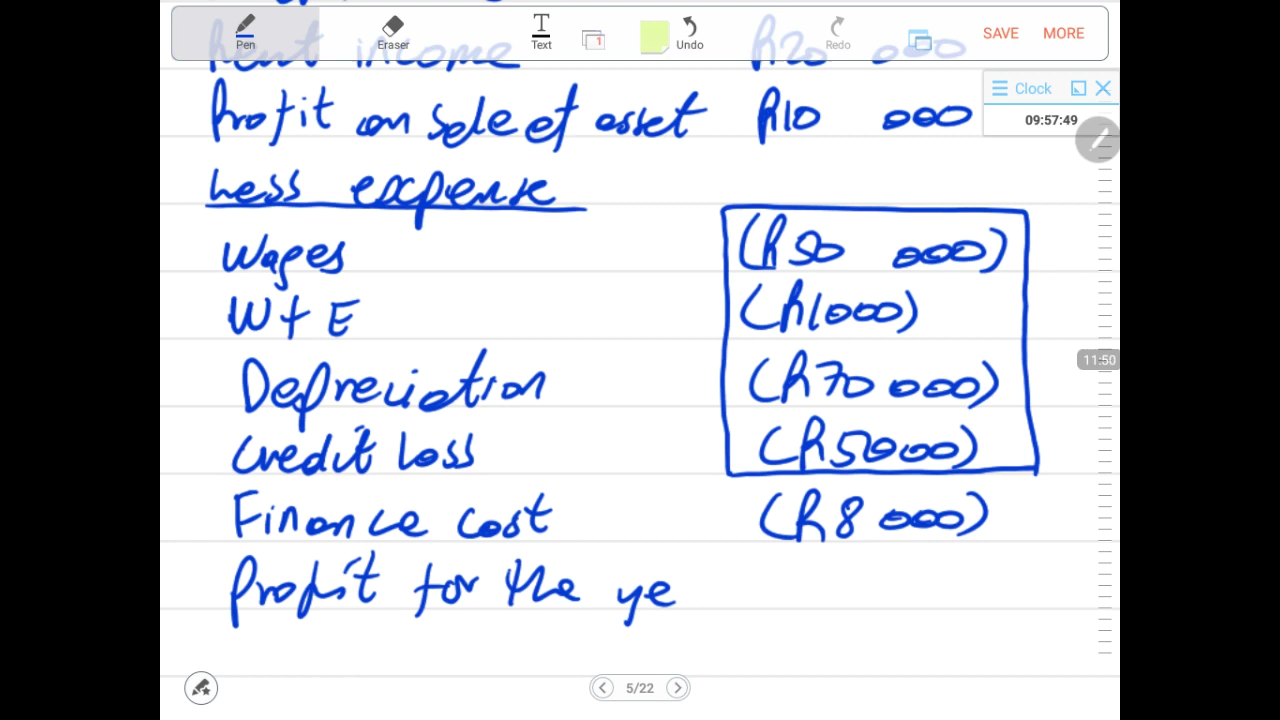 Pen Eraser Text 1 Undo Redo SAVE MORE
Rent income R20 000
Clock
09:57:49
Profit on sale of asset R10 000
Less expense
Wages (R50 000)
W + E (R1000)
11:50
Depreciation (R70 000)
Credit loss (R5000)
Finance cost (R8 000)
Profit for the ye
5/22